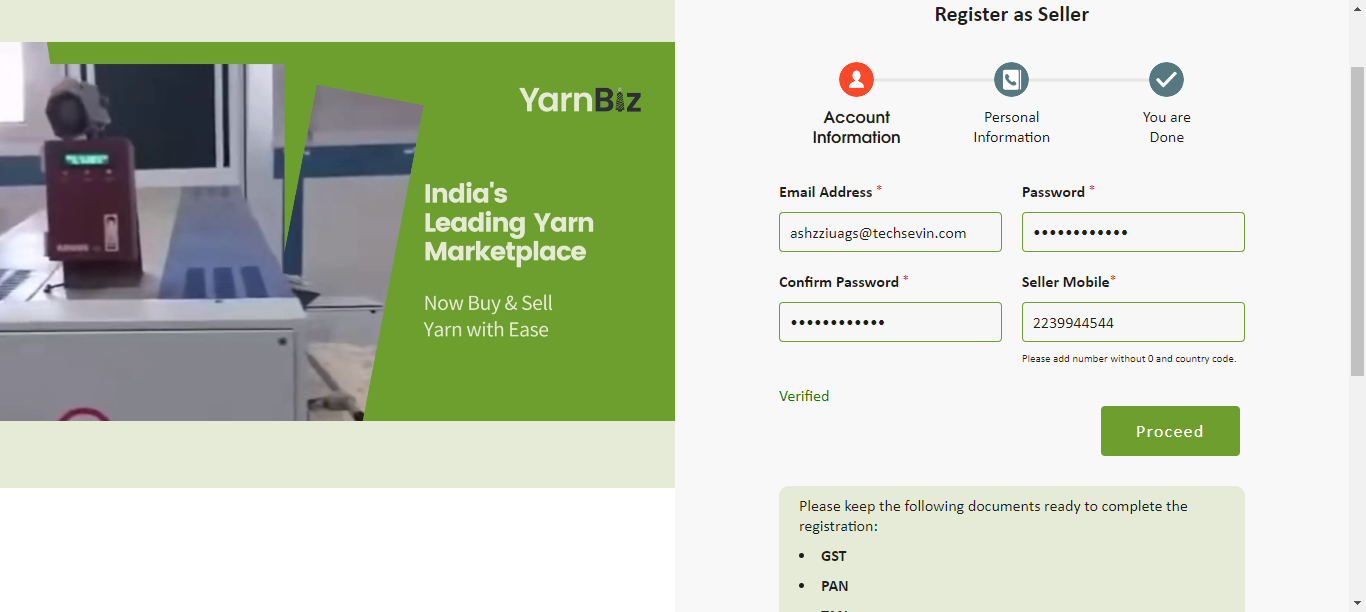 YarnBiz
India's
Leading Yarn
Marketplace
Now Buy & Sell
Yarn with Ease
Register as Seller
Account
Information
Personal
Information
You are
Done
Email Address *
Password *
ashzziuags@techsevin.com
••••••••••••
Confirm Password *
Seller Mobile*
••••••••••••
2239944544
Please add number without 0 and country code.
Verified
Proceed
Please keep the following documents ready to complete the
registration:
• GST
• PAN